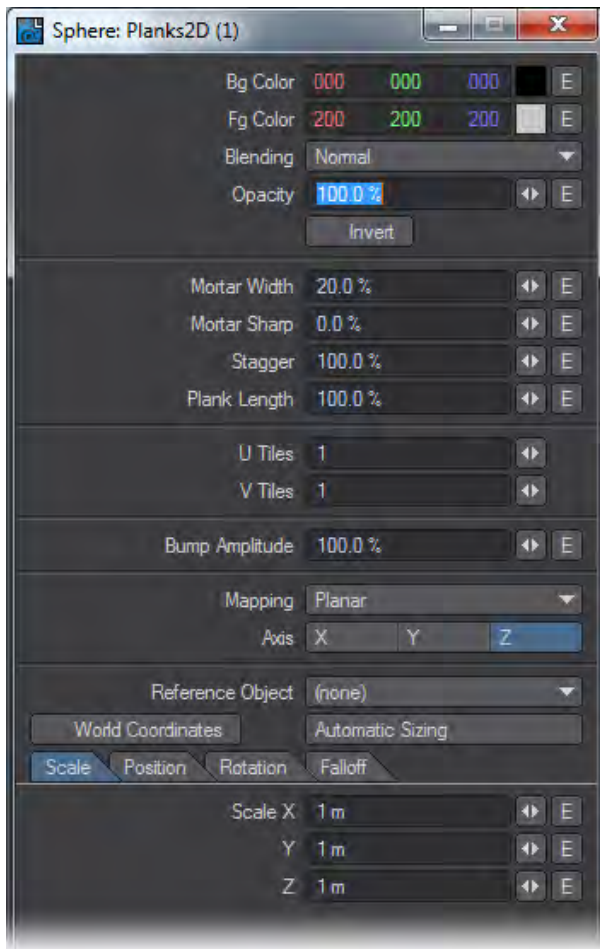 Sphere: Planks2D (1)
Bg Color 000 000 000 E
Fg Color 200 200 200 E
Blending Normal
Opacity 100.0 % E
Invert
Mortar Width 20.0 % E
Mortar Sharp 0.0 % E
Stagger 100.0 % E
Plank Length 100.0 % E
U Tiles 1
V Tiles 1
Bump Amplitude 100.0 % E
Mapping Planar
Axis X Y Z
Reference Object (none)
World Coordinates Automatic Sizing
Scale Position Rotation Falloff
Scale X 1 m E
Y 1 m E
Z 1 m E